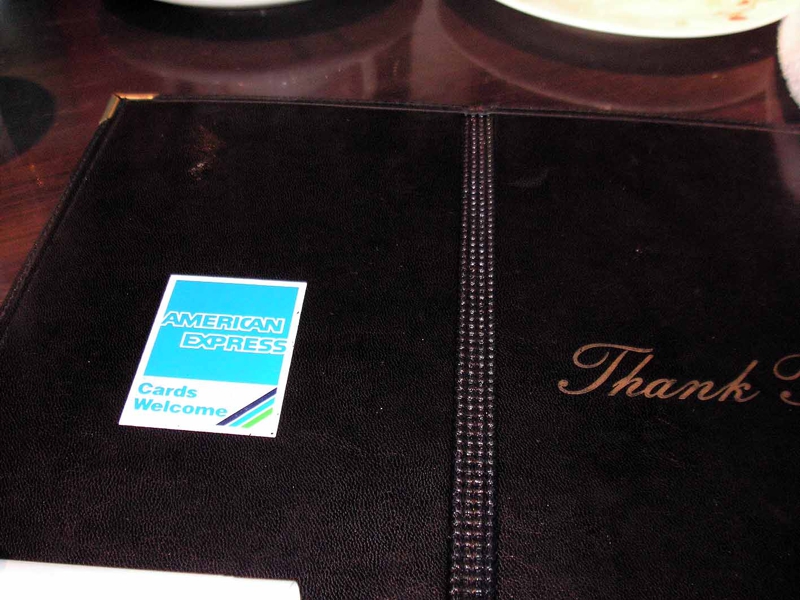 AMERICAN
EXPRESS
Cards
Welcome
Thank